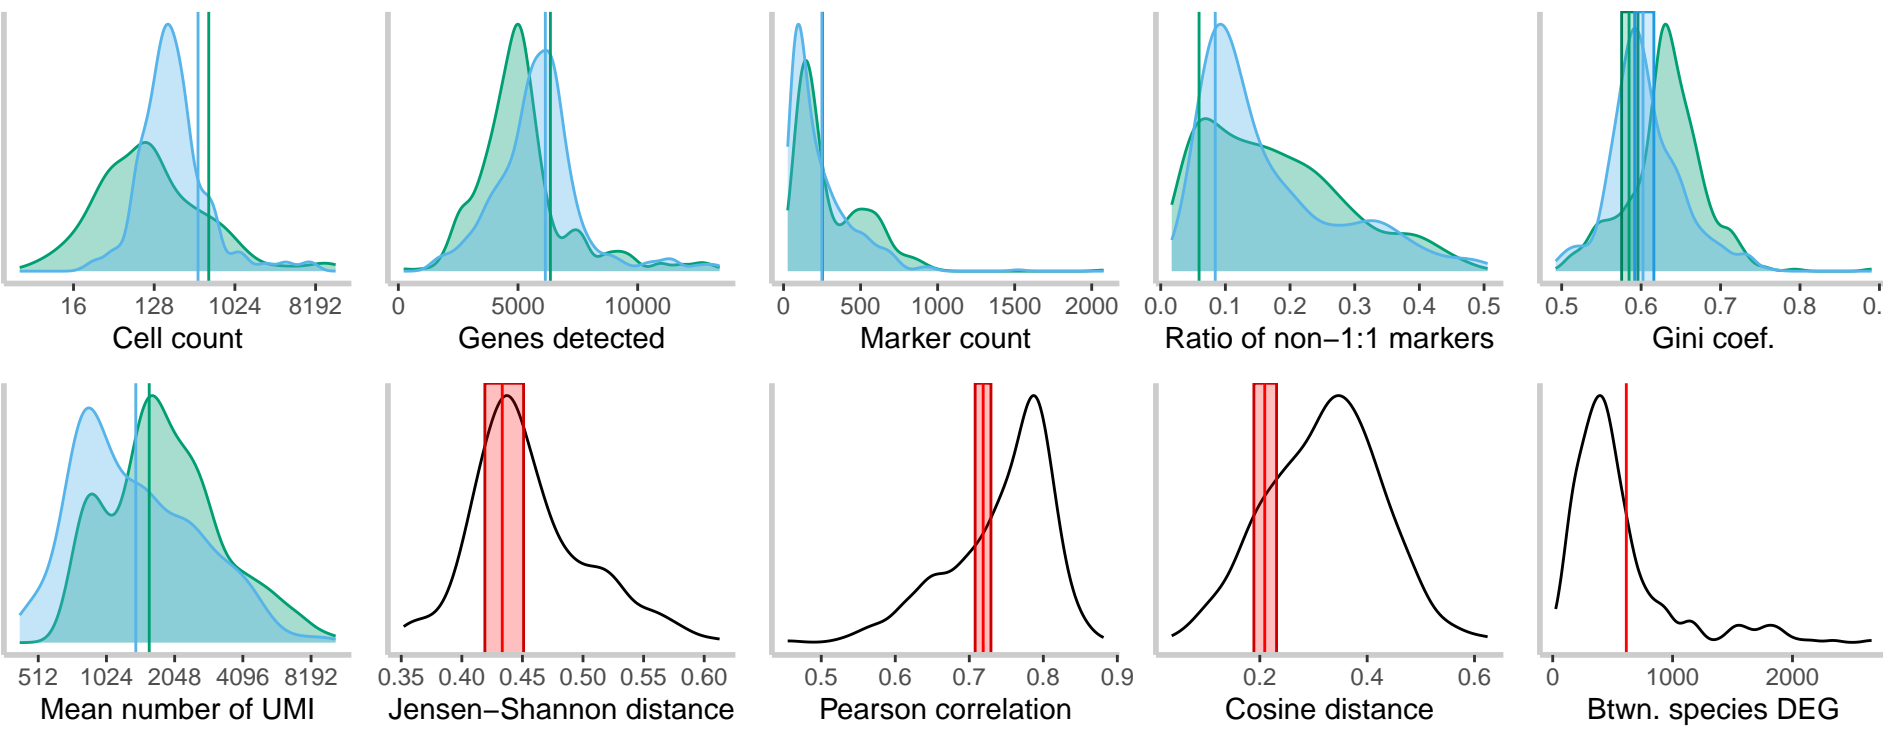 16 128 1024 8192
Cell count
0 5000 10000
Genes detected
0 500 1000 1500 2000
Marker count
0.0 0.1 0.2 0.3 0.4 0.5
Ratio of non−1:1 markers
0.5 0.6 0.7 0.8 0.
Gini coef.
512 1024 2048 4096 8192
Mean number of UMI
0.35 0.40 0.45 0.50 0.55 0.60
Jensen−Shannon distance
0.5 0.6 0.7 0.8 0.9
Pearson correlation
0.2 0.4 0.6
Cosine distance
0 1000 2000
Btwn. species DEG